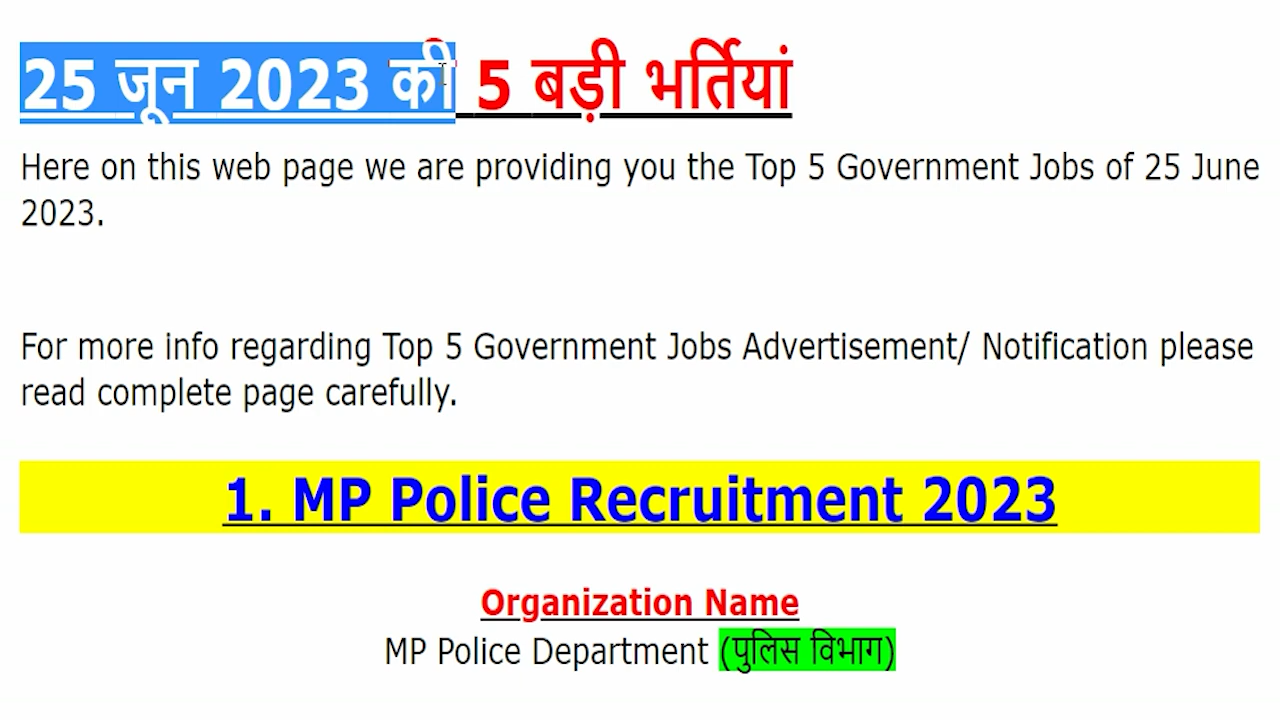 25 जून 2023 की 5 बड़ी भर्तियां
Here on this web page we are providing you the Top 5 Government Jobs of 25 June
2023.
For more info regarding Top 5 Government Jobs Advertisement/ Notification please
read complete page carefully.
1. MP Police Recruitment 2023
Organization Name
MP Police Department (पुलिस विभाग)